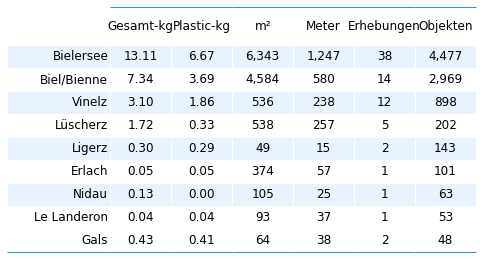 Gesamt-kg Plastic-kg m² Meter Erhebungen Objekten
Bielersee 13.11 6.67 6,343 1,247 38 4,477
Biel/Bienne 7.34 3.69 4,584 580 14 2,969
Vinelz 3.10 1.86 536 238 12 898
Lüscherz 1.72 0.33 538 257 5 202
Ligerz 0.30 0.29 49 15 2 143
Erlach 0.05 0.05 374 57 1 101
Nidau 0.13 0.00 105 25 1 63
Le Landeron 0.04 0.04 93 37 1 53
Gals 0.43 0.41 64 38 2 48